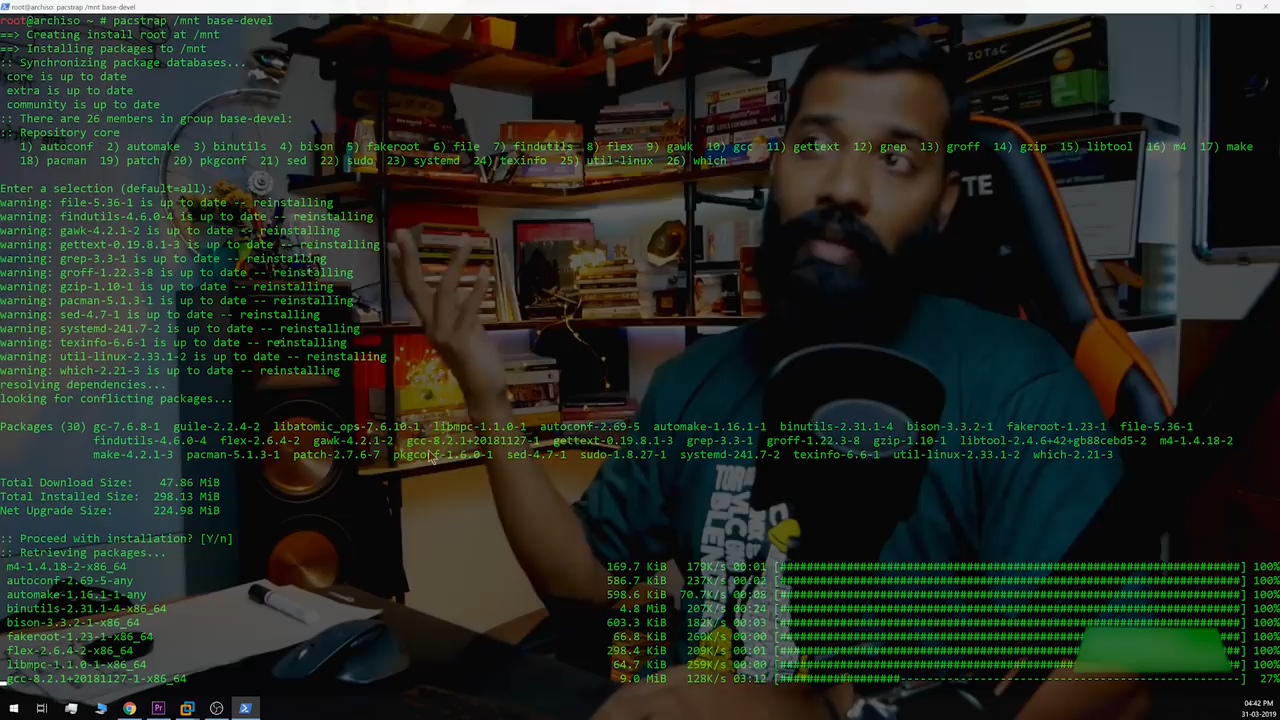 root@archiso: pacstrap /mnt base-devel
root@archiso ~ # pacstrap /mnt base-devel
==> Creating install root at /mnt
==> Installing packages to /mnt
:: Synchronizing package databases...
core is up to date
extra is up to date
community is up to date
:: There are 26 members in group base-devel:
:: Repository core
1) autoconf 2) automake 3) binutils 4) bison 5) fakeroot 6) file 7) findutils 8) flex 9) gawk 10) gcc 11) gettext 12) grep 13) groff 14) gzip 15) libtool 16) m4 17) make
18) pacman 19) patch 20) pkgconf 21) sed 22) sudo 23) systemd 24) texinfo 25) util-linux 26) which
Enter a selection (default=all):
warning: file-5.36-1 is up to date -- reinstalling
warning: findutils-4.6.0-4 is up to date -- reinstalling
warning: gawk-4.2.1-2 is up to date -- reinstalling
warning: gettext-0.19.8.1-3 is up to date -- reinstalling
warning: grep-3.3-1 is up to date -- reinstalling
warning: groff-1.22.3-8 is up to date -- reinstalling
warning: gzip-1.10-1 is up to date -- reinstalling
warning: pacman-5.1.3-1 is up to date -- reinstalling
warning: sed-4.7-1 is up to date -- reinstalling
warning: systemd-241.7-2 is up to date -- reinstalling
warning: texinfo-6.6-1 is up to date -- reinstalling
warning: util-linux-2.33.1-2 is up to date -- reinstalling
warning: which-2.21-3 is up to date -- reinstalling
resolving dependencies...
looking for conflicting packages...
Packages (30) gc-7.6.8-1 guile-2.2.4-2 libatomic_ops-7.6.10-1 libmpc-1.1.0-1 autoconf-2.69-5 automake-1.16.1-1 binutils-2.31.1-4 bison-3.3.2-1 fakeroot-1.23-1 file-5.36-1
findutils-4.6.0-4 flex-2.6.4-2 gawk-4.2.1-2 gcc-8.2.1+20181127-1 gettext-0.19.8.1-3 grep-3.3-1 groff-1.22.3-8 gzip-1.10-1 libtool-2.4.6+42+gb88cebd5-2 m4-1.4.18-2
make-4.2.1-3 pacman-5.1.3-1 patch-2.7.6-7 pkgconf-1.6.0-1 sed-4.7-1 sudo-1.8.27-1 systemd-241.7-2 texinfo-6.6-1 util-linux-2.33.1-2 which-2.21-3
Total Download Size: 47.86 MiB
Total Installed Size: 298.13 MiB
Net Upgrade Size: 224.98 MiB
:: Proceed with installation? [Y/n]
:: Retrieving packages...
m4-1.4.18-2-x86_64 169.7 KiB 179K/s 00:01 [######################################################################] 100%
autoconf-2.69-5-any 586.7 KiB 237K/s 00:02 [######################################################################] 100%
automake-1.16.1-1-any 598.6 KiB 70.7K/s 00:08 [######################################################################] 100%
binutils-2.31.1-4-x86_64 4.8 MiB 207K/s 00:24 [######################################################################] 100%
bison-3.3.2-1-x86_64 603.3 KiB 182K/s 00:03 [######################################################################] 100%
fakeroot-1.23-1-x86_64 66.8 KiB 260K/s 00:00 [######################################################################] 100%
flex-2.6.4-2-x86_64 298.4 KiB 209K/s 00:01 [######################################################################] 100%
libmpc-1.1.0-1-x86_64 64.7 KiB 259K/s 00:00 [######################################################################] 100%
gcc-8.2.1+20181127-1-x86_64 9.0 MiB 128K/s 03:12 [##################----------------------------------------------------] 27%
ZOTAC
TE
04:42 PM
31-03-2019